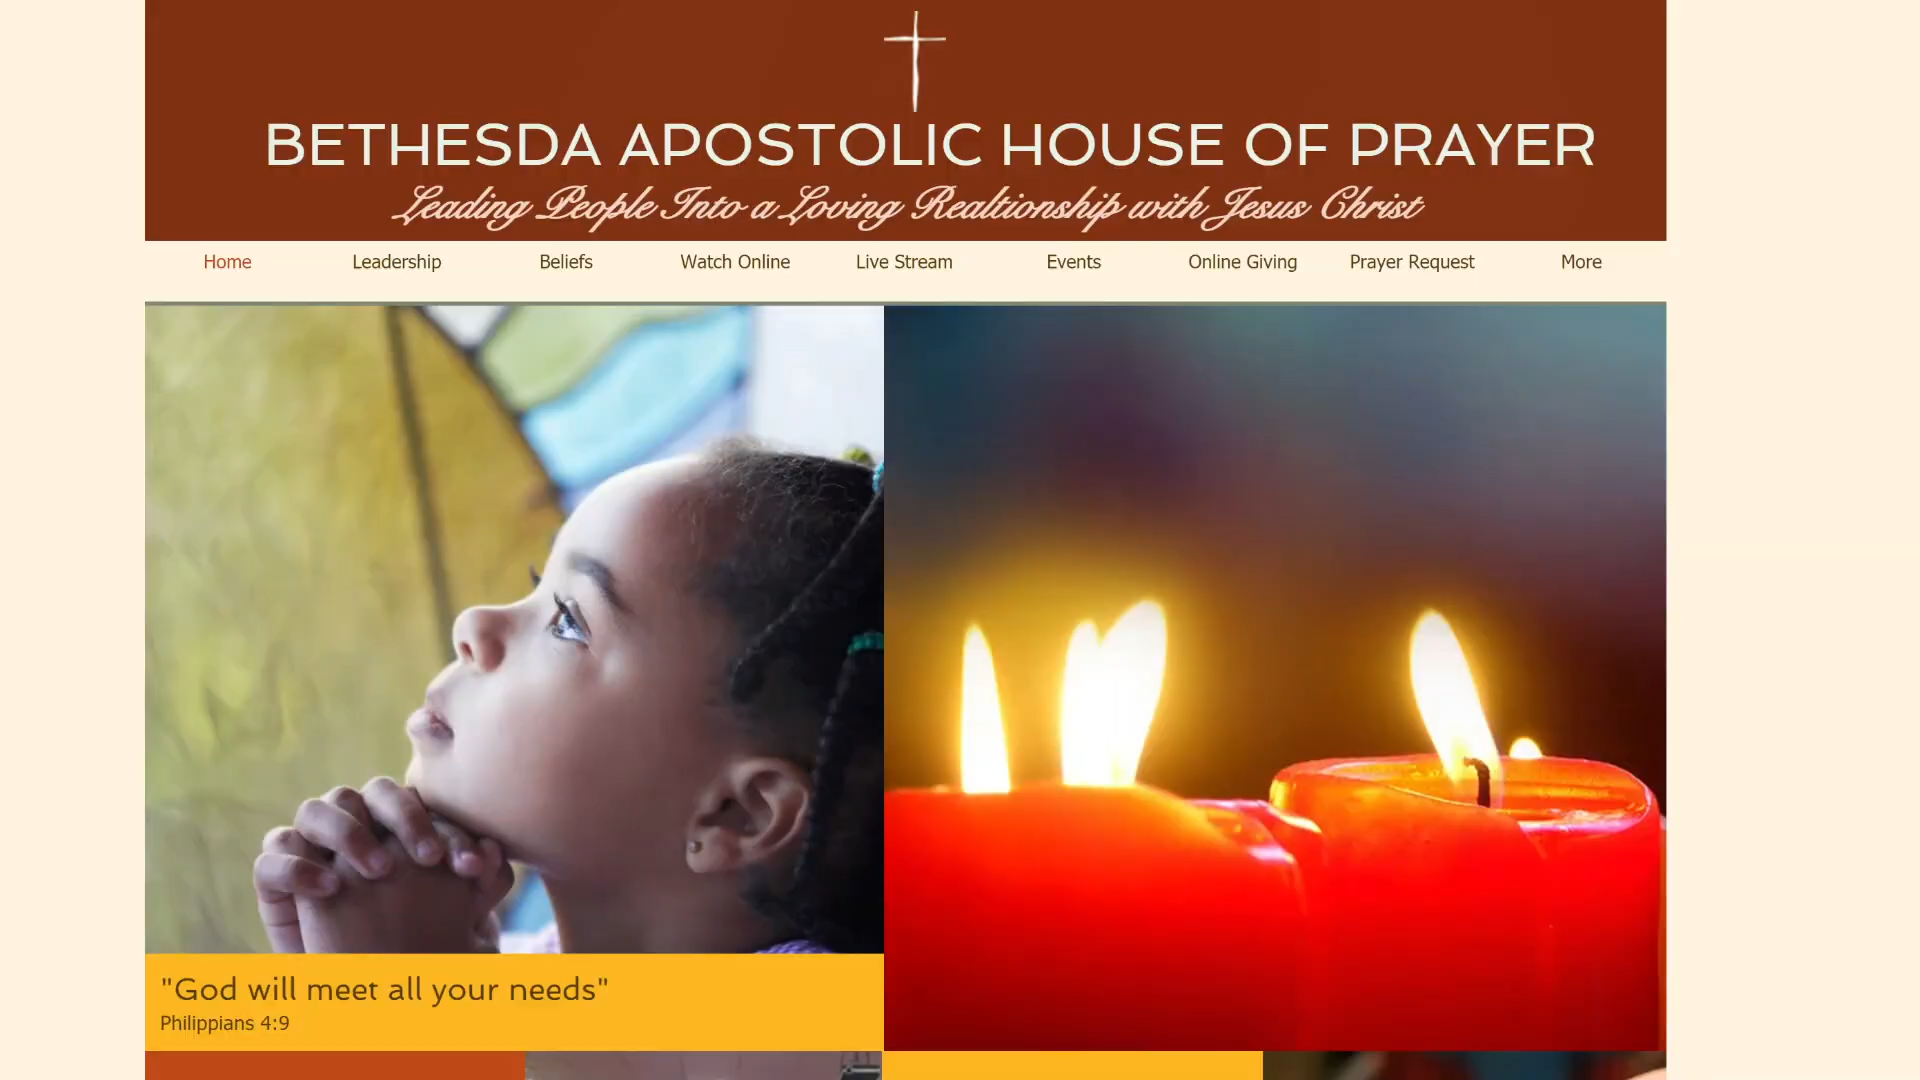 BETHESDA APOSTOLIC HOUSE OF PRAYER
Leading People Into a Loving Realtionship with Jesus Christ
Home Leadership Beliefs Watch Online Live Stream Events Online Giving Prayer Request More
"God will meet all your needs"
Philippians 4:9